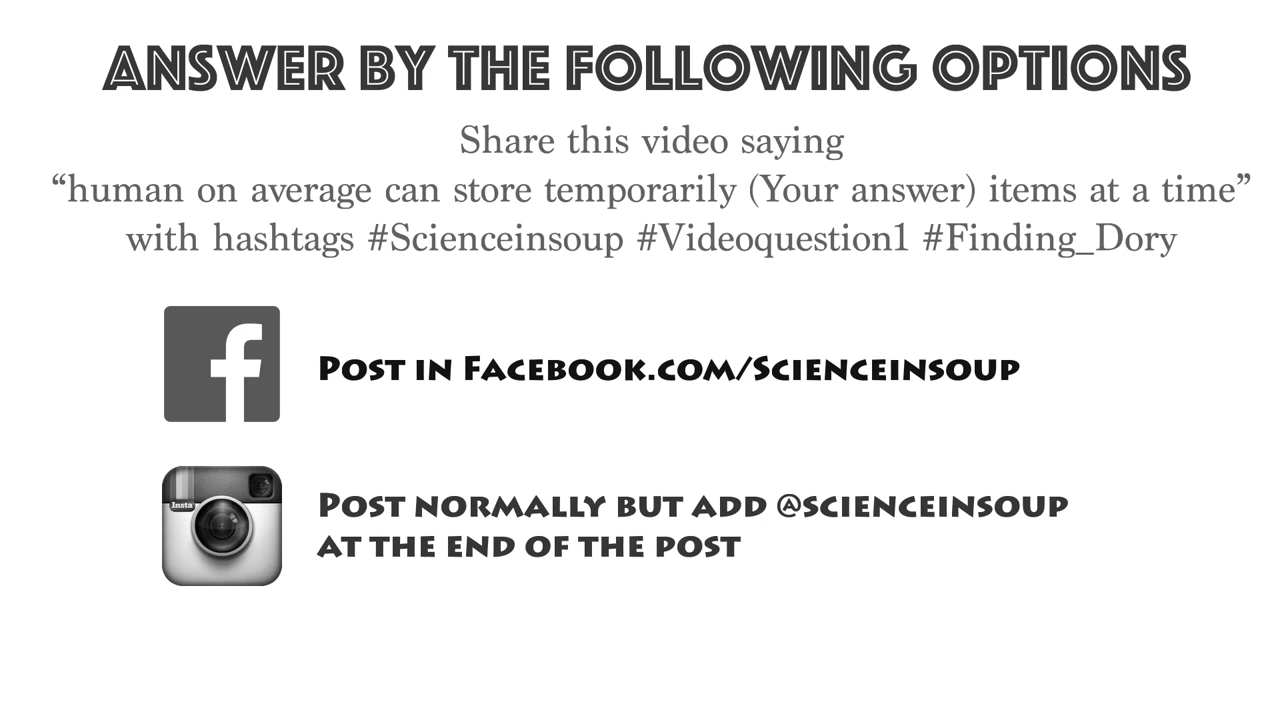 ANSWER BY THE FOLLOWING OPTIONS
Share this video saying
“human on average can store temporarily (Your answer) items at a time”
with hashtags #Scienceinsoup #Videoquestion1 #Finding_Dory
f
Post in Facebook.com/Scienceinsoup
Insta
Post normally but add @scienceinsoup
at the end of the post